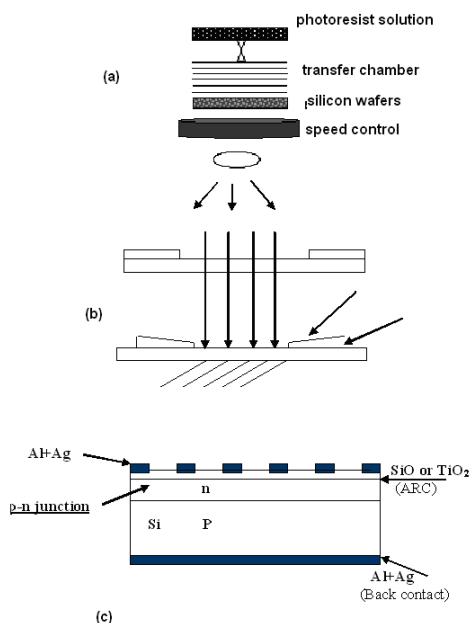 photoresist solution
(a)
transfer chamber
silicon wafers
speed control
(b)
Al+Ag
SiO or TiO₂
(ARC)
n
p-n junction
Si P
Al+Ag
(Back contact)
(c)